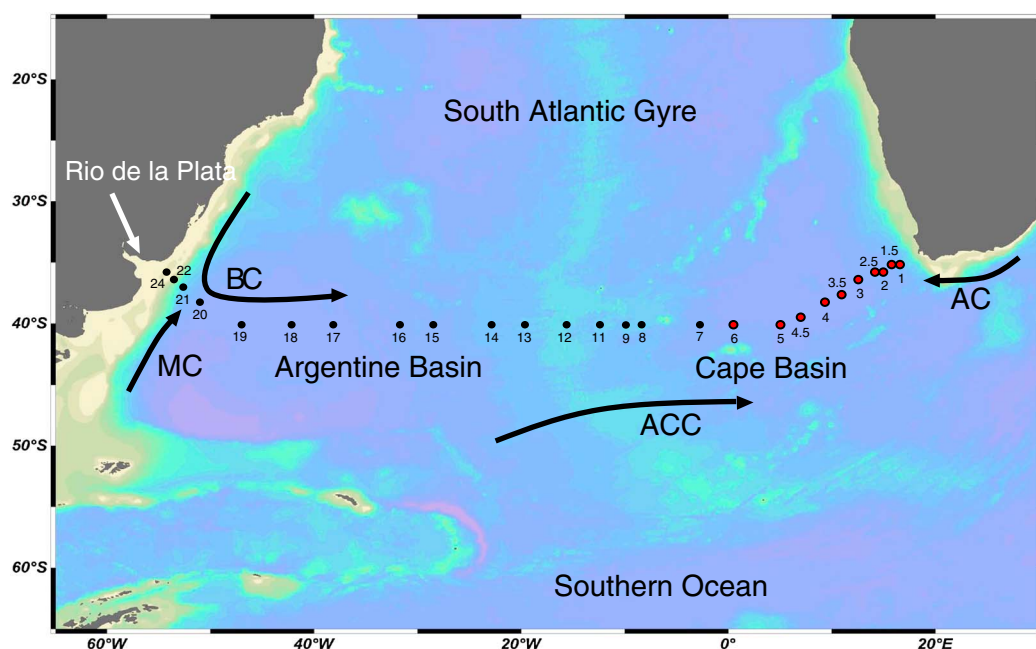 20°S
30°S
40°S
50°S
60°S
60°W
40°W
20°W
0°
20°E
South Atlantic Gyre
Rio de la Plata
BC
MC
AC
ACC
Argentine Basin
Cape Basin
Southern Ocean
22
24
21
20
19
18
17
16
15
14
13
12
11
9
8
7
6
5
4.5
4
3.5
3
2.5
2
1.5
1